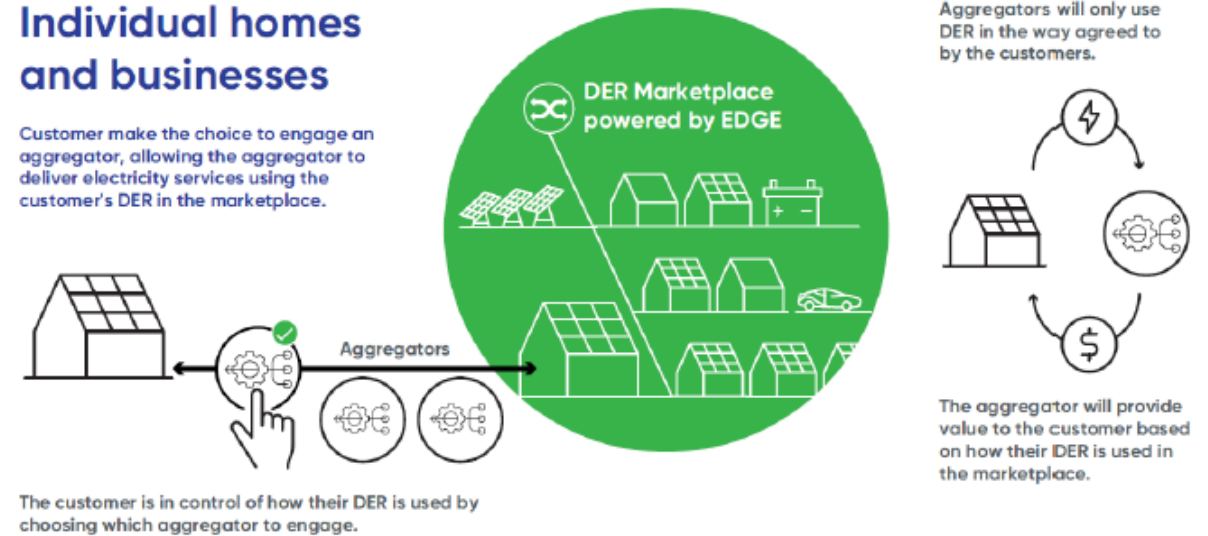 Individual homes
and businesses
Customer make the choice to engage an
aggregator, allowing the aggregator to
deliver electricity services using the
customer's DER in the marketplace.
Aggregators
The customer is in control of how their DER is used by
choosing which aggregator to engage.
DER Marketplace
powered by EDGE
+ −
Aggregators will only use
DER in the way agreed to
by the customers.
$
The aggregator will provide
value to the customer based
on how their DER is used in
the marketplace.